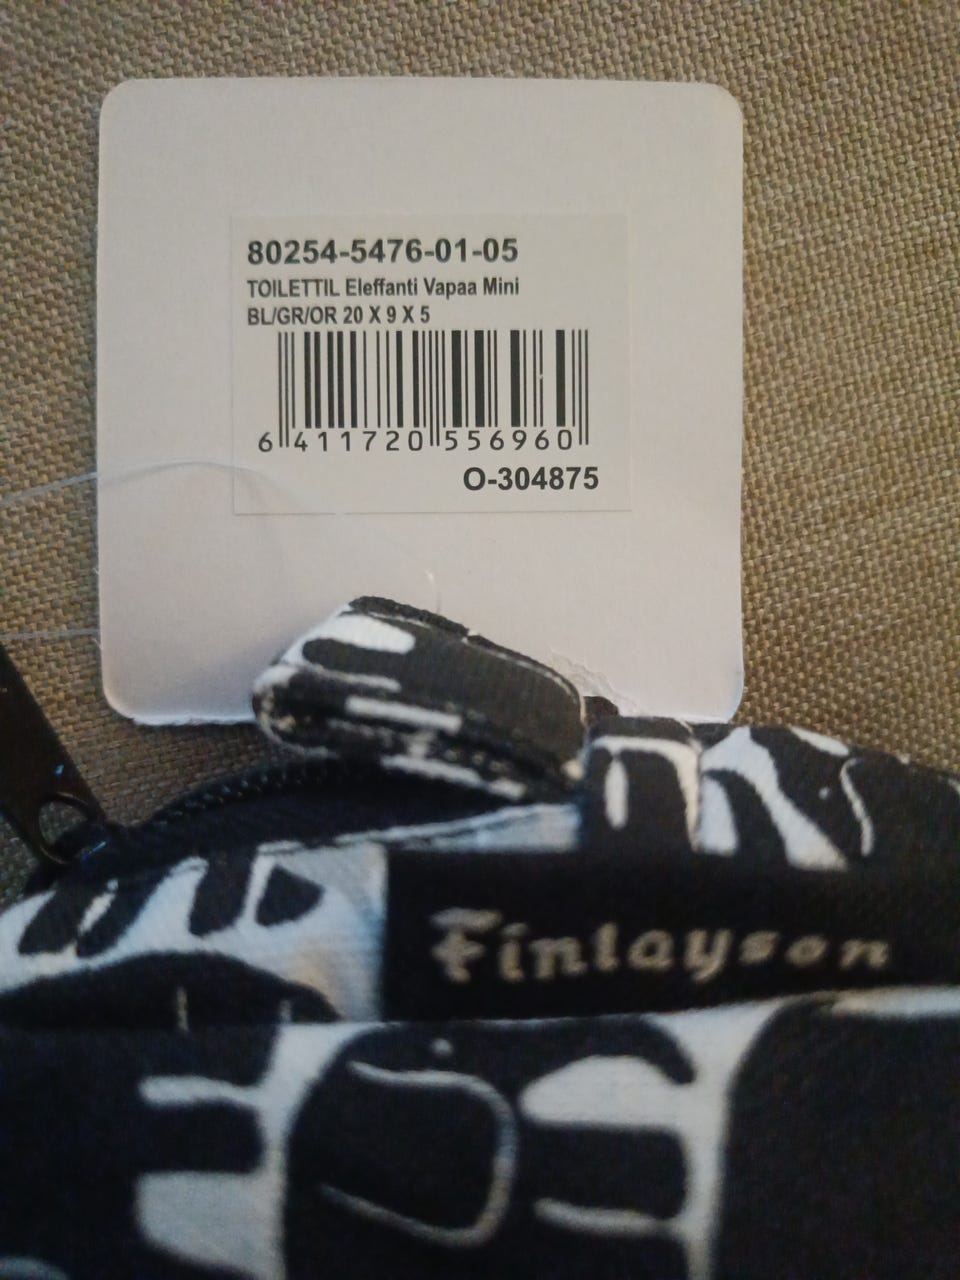 80254-5476-01-05
TOILETTIL Eleffanti Vapaa Mini
BL/GR/OR 20 X 9 X 5
6 411720 556960
O-304875
Finlayson